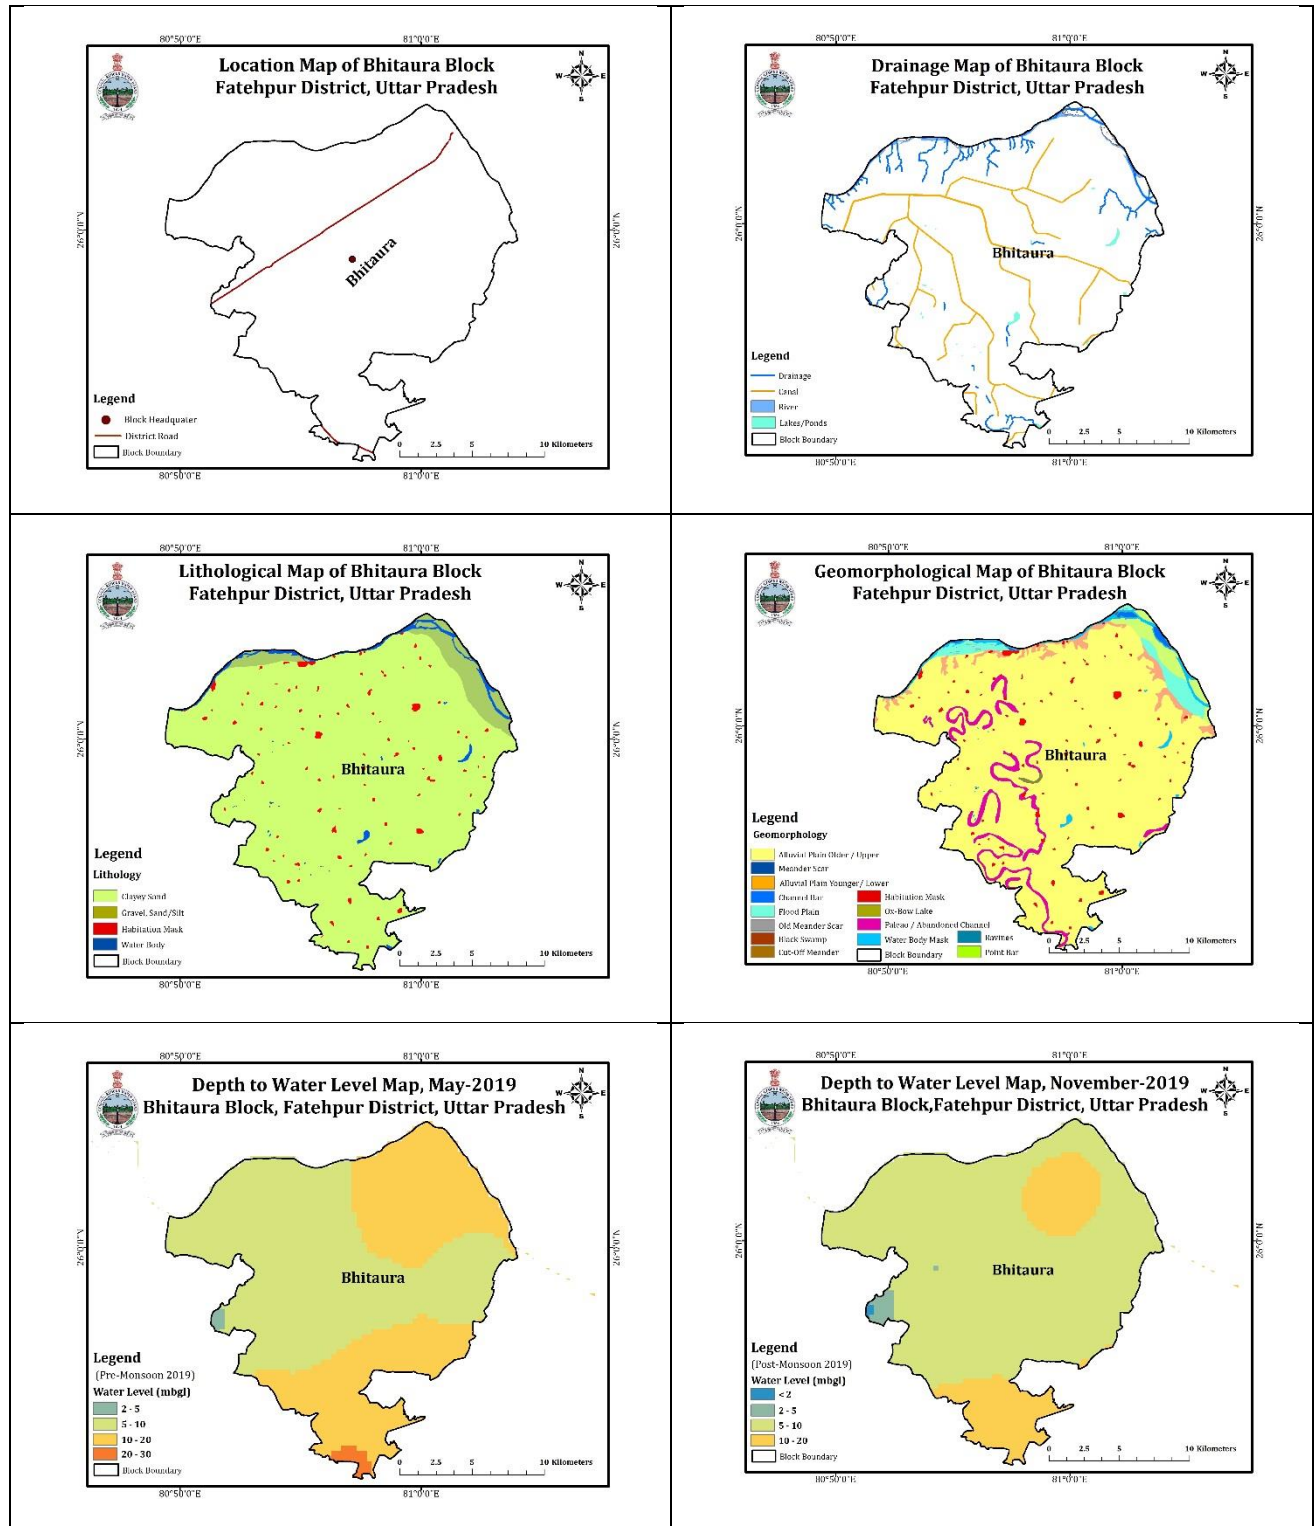 80°50'0"E
81°0'0"E
Location Map of Bhitaura Block
Fatehpur District, Uttar Pradesh
N
W
E
S
26°0'0"N
26°0'0"N
Bhitaura
Legend
Block Headquater
District Road
Block Boundary
0 2.5 5 10 Kilometers
80°50'0"E
81°0'0"E
80°50'0"E
81°0'0"E
Drainage Map of Bhitaura Block
Fatehpur District, Uttar Pradesh
N
W
E
S
26°0'0"N
26°0'0"N
Bhitaura
Legend
Drainage
Canal
River
Lakes/Ponds
Block Boundary
0 2.5 5 10 Kilometers
80°50'0"E
81°0'0"E
80°50'0"E
81°0'0"E
Lithological Map of Bhitaura Block
Fatehpur District, Uttar Pradesh
N
W
E
S
26°0'0"N
26°0'0"N
Bhitaura
Legend
Lithology
Clayey Sand
Gravel, Sand/Silt
Habitation Mask
Water Body
Block Boundary
0 2.5 5 10 Kilometers
80°50'0"E
81°0'0"E
80°50'0"E
81°0'0"E
Geomorphological Map of Bhitaura Block
Fatehpur District, Uttar Pradesh
N
W
E
S
26°0'0"N
26°0'0"N
Bhitaura
Legend
Geomorphology
Alluvial Plain Older / Upper
Meander Scar
Alluvial Plain Younger / Lower
Channel Bar
Habitation Mask
Flood Plain
Ox-Bow Lake
Old Meander Scar
Paleao / Abandoned Channel
Back Swamp
Water Body Mask
Ravines
Cut-Off Meander
Block Boundary
Point Bar
0 2.5 5 10 Kilometers
80°50'0"E
81°0'0"E
80°50'0"E
81°0'0"E
Depth to Water Level Map, May-2019
Bhitaura Block, Fatehpur District, Uttar Pradesh
N
W
E
S
26°0'0"N
26°0'0"N
Bhitaura
Legend
(Pre-Monsoon 2019)
Water Level (mbgl)
2 - 5
5 - 10
10 - 20
20 - 30
Block Boundary
0 2.5 5 10 Kilometers
80°50'0"E
81°0'0"E
80°50'0"E
81°0'0"E
Depth to Water Level Map, November-2019
Bhitaura Block,Fatehpur District, Uttar Pradesh
N
W
E
S
26°0'0"N
26°0'0"N
Bhitaura
Legend
(Post-Monsoon 2019)
Water Level (mbgl)
<2
2 - 5
5 - 10
10 - 20
Block Boundary
0 2.5 5 10 Kilometers
80°50'0"E
81°0'0"E